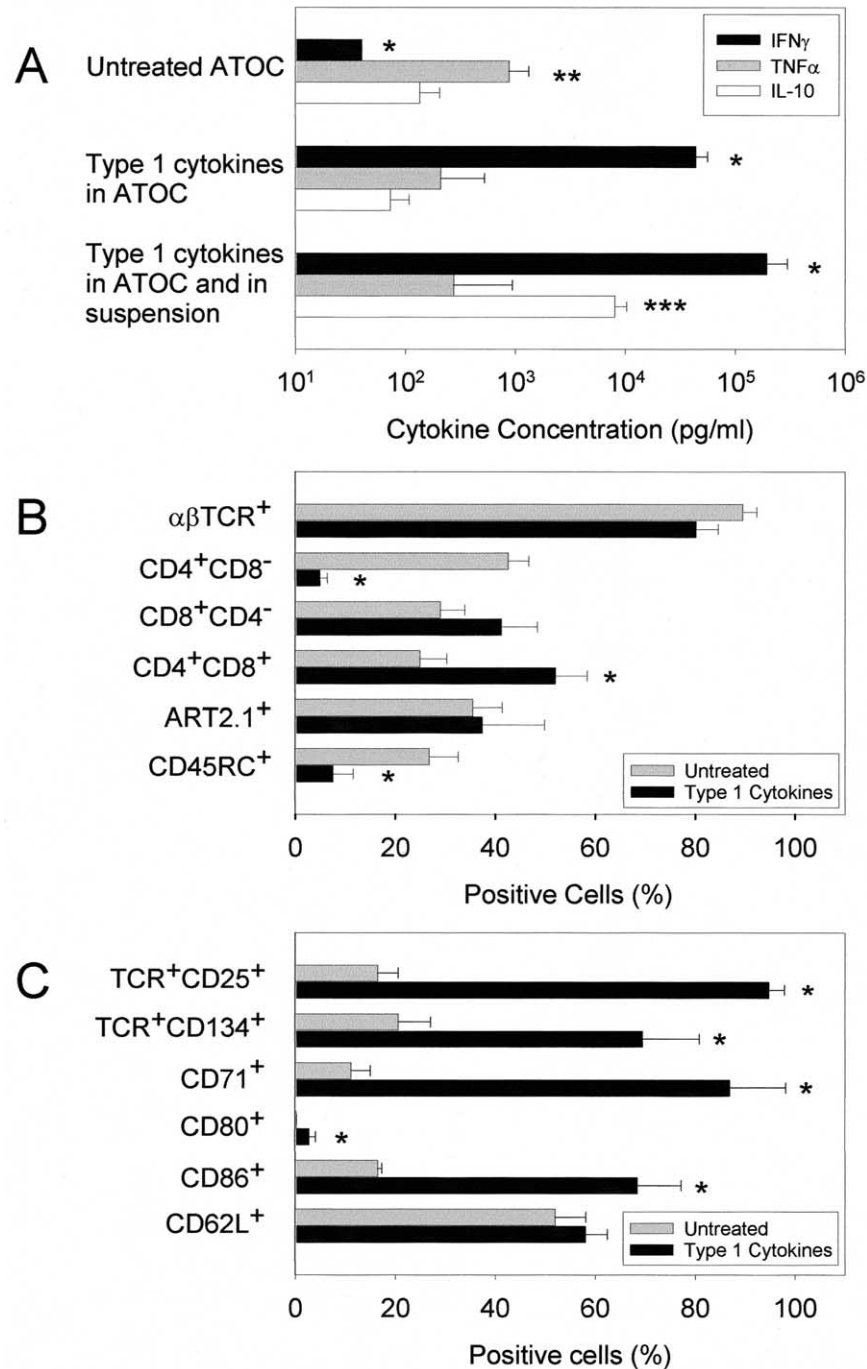 A
Untreated ATOC
*
**
IFNγ
TNFα
IL-10
Type 1 cytokines
in ATOC
*
Type 1 cytokines
in ATOC and in
suspension
*
***
10¹ 10² 10³ 10⁴ 10⁵ 10⁶
Cytokine Concentration (pg/ml)
B
αβTCR⁺
CD4⁺CD8⁻
*
CD8⁺CD4⁻
CD4⁺CD8⁺
*
ART2.1⁺
CD45RC⁺
*
Untreated
Type 1 Cytokines
0 20 40 60 80 100
Positive Cells (%)
C
TCR⁺CD25⁺
*
TCR⁺CD134⁺
*
CD71⁺
*
CD80⁺
*
CD86⁺
*
CD62L⁺
Untreated
Type 1 Cytokines
0 20 40 60 80 100
Positive cells (%)